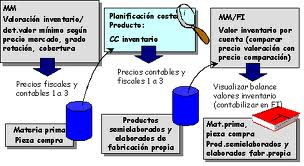 MM
Valoración inventario/
det.valor mínimo según
precio mercado, grado
rotación, cobertura
Planificación coste
Producto:
CC inventario
MM/FI
Valor inventario por
cuenta (comparar
precio valoración con
precio comparación)
Precios fiscales y
contables 1 a 3
Precios contables y
fiscales 1 a 3
Visualizar balance
valores inventario
(contabilizar en FI)
Materia prima
Pieza compra
Productos
semielaborados y
elaborados de
fabricación propia
Mat.prima,
pieza compra
Prod.semielaborados y
elaborados fabr.propia